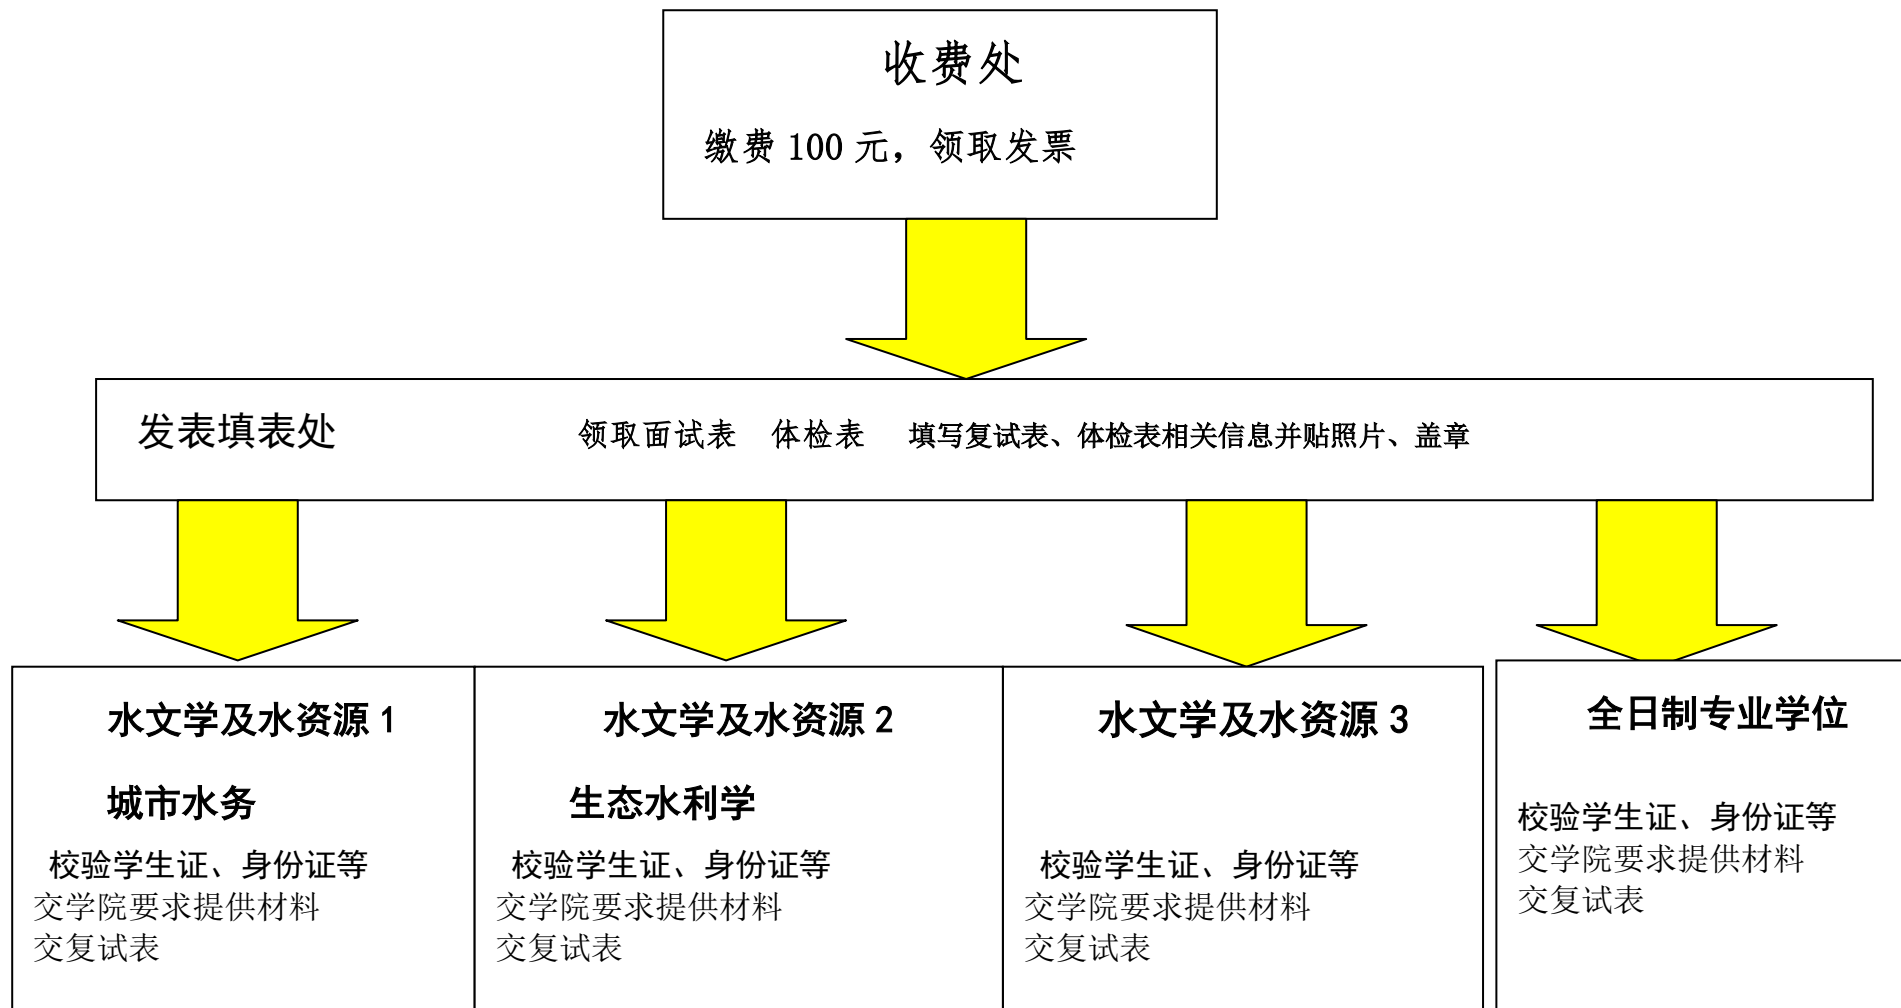 收费处
缴费 100 元，领取发票
发表填表处 领取面试表 体检表 填写复试表、体检表相关信息并贴照片、盖章
水文学及水资源 1
城市水务
校验学生证、身份证等
交学院要求提供材料
交复试表
水文学及水资源 2
生态水利学
校验学生证、身份证等
交学院要求提供材料
交复试表
水文学及水资源 3
校验学生证、身份证等
交学院要求提供材料
交复试表
全日制专业学位
校验学生证、身份证等
交学院要求提供材料
交复试表